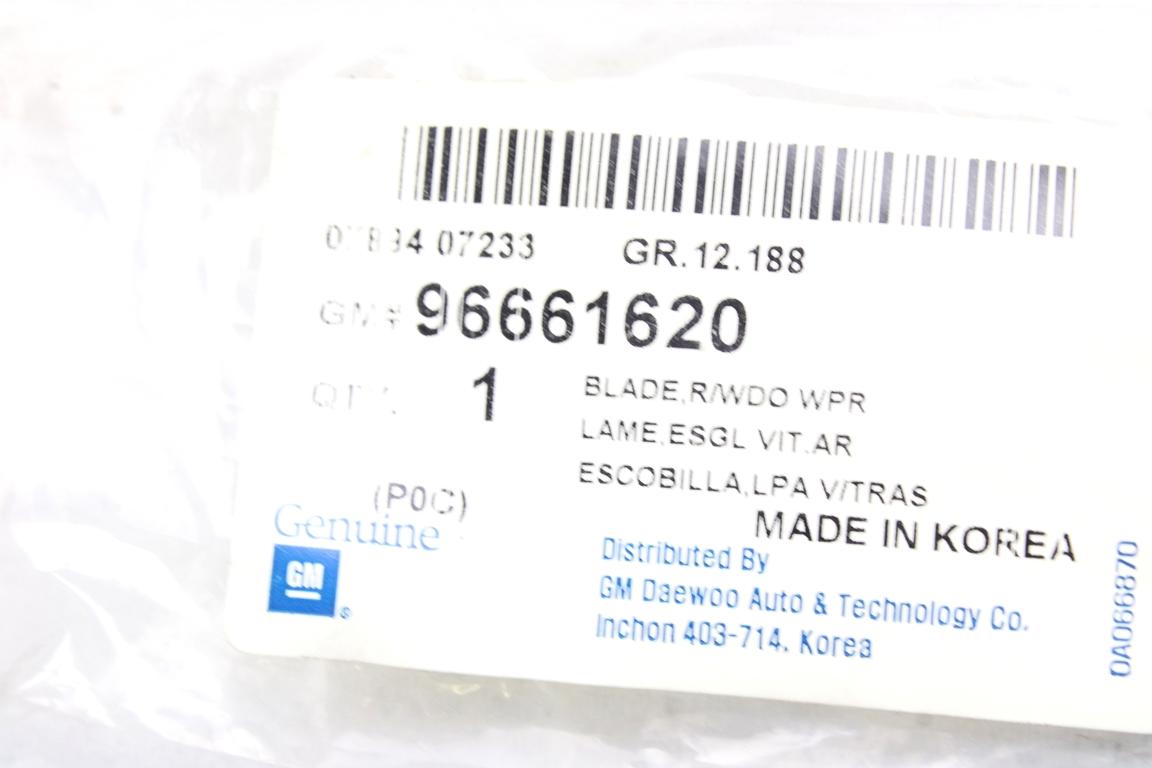 07233 GR.12.188
GM# 96661620
1 BLADE,R/WDO WPR
LAME,ESGL VIT.AR
ESCOBILLA,LPA V/TRAS
(P0C)
MADE IN KOREA
Genuine
GM
®
Distributed By
GM Daewoo Auto & Technology Co.
Inchon 403-714, Korea
0A066870